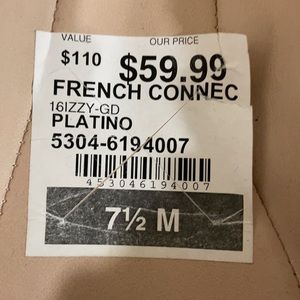 VALUE OUR PRICE
$110 $59.99
FRENCH CONNEC
16IZZY-GD
PLATINO
5304-6194007
453046194007
7½ M